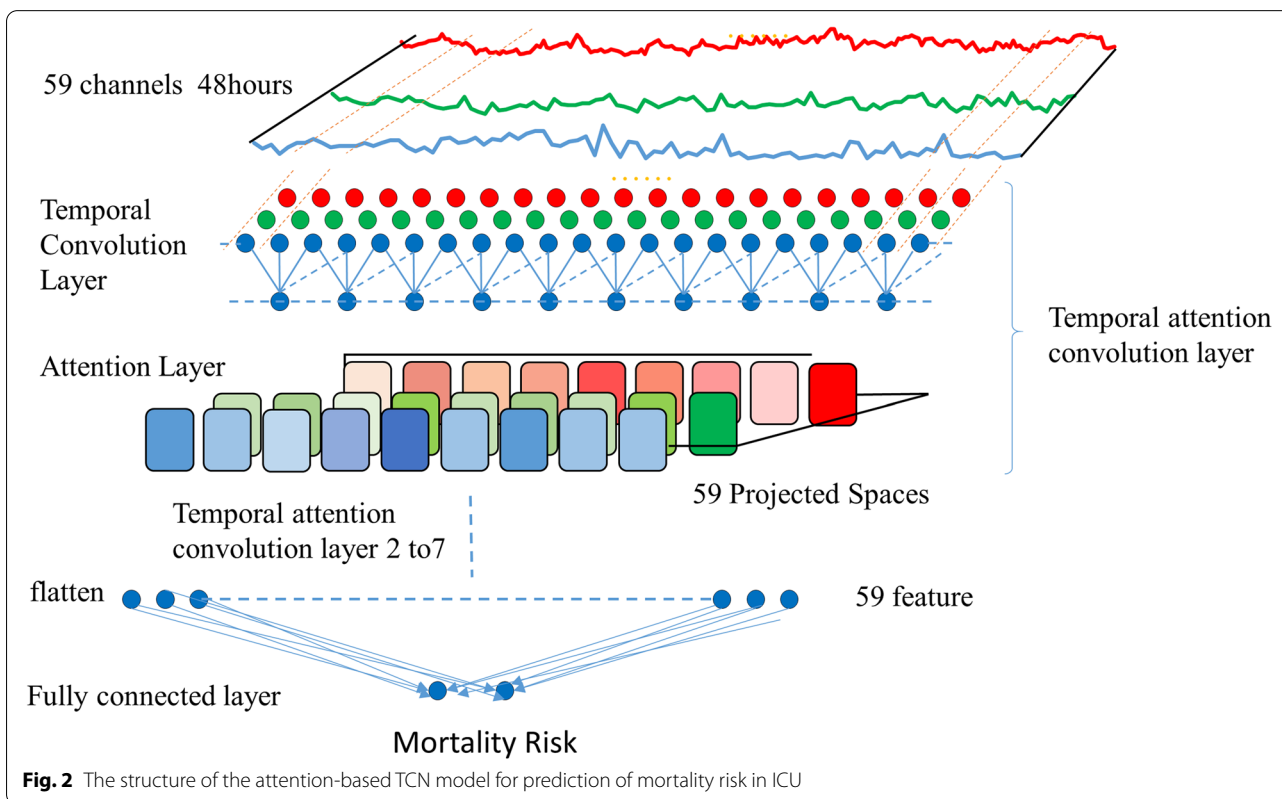 59 channels 48hours
Temporal
Convolution
Layer
Attention Layer
Temporal attention
convolution layer
59 Projected Spaces
Temporal attention
convolution layer 2 to7
flatten
59 feature
Fully connected layer
Mortality Risk
Fig. 2 The structure of the attention-based TCN model for prediction of mortality risk in ICU